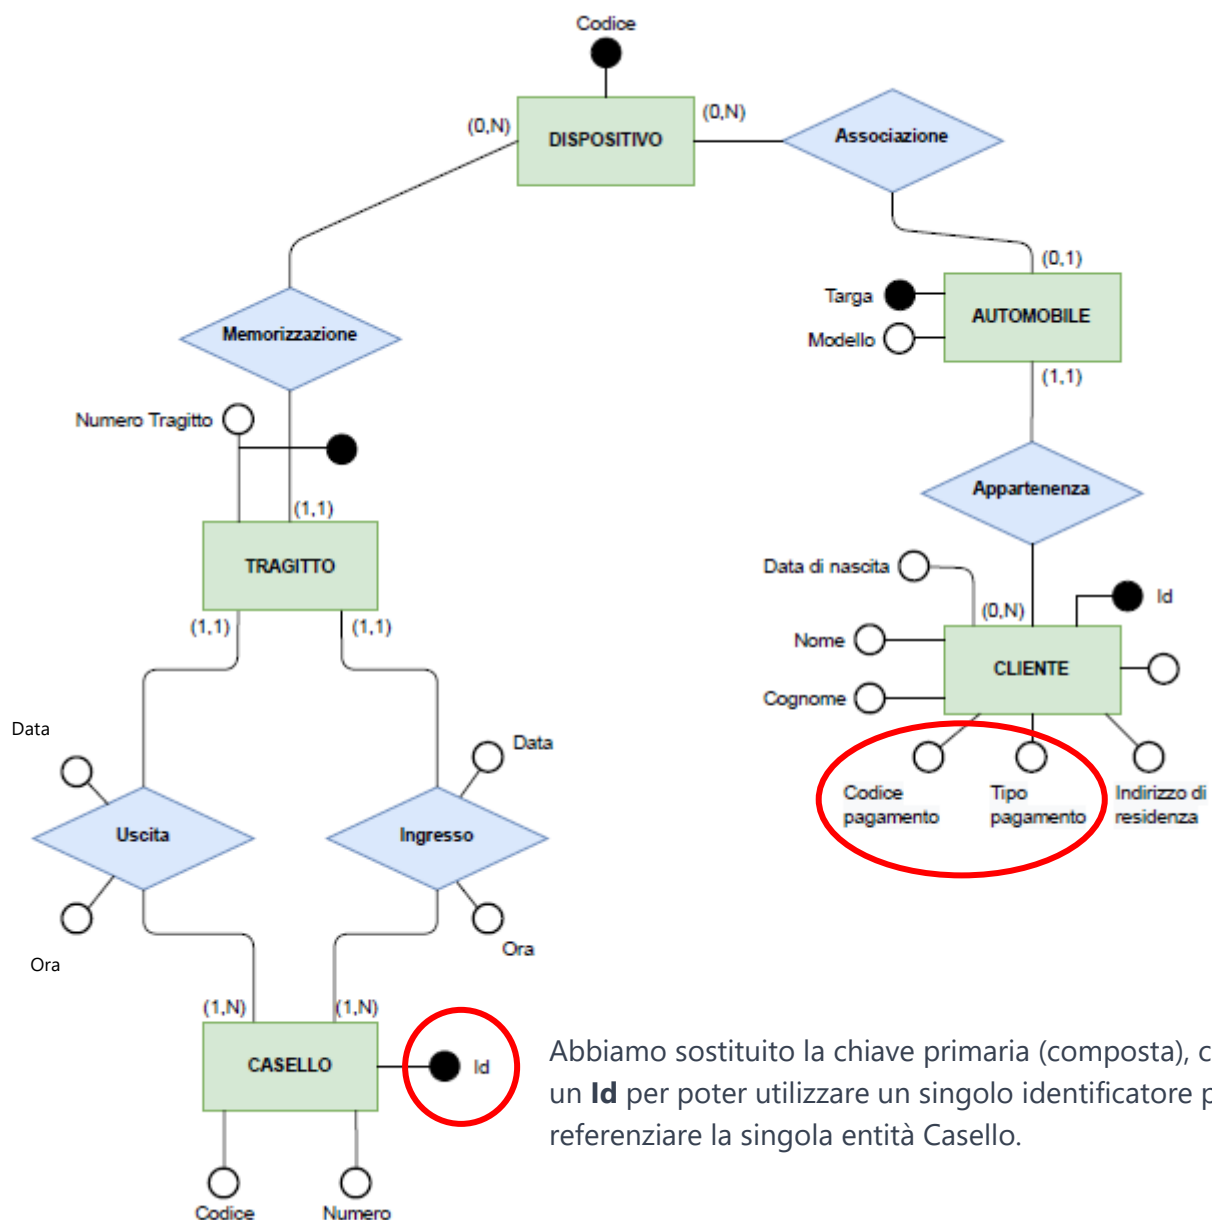 Codice
(0,N)
(0,N)
DISPOSITIVO
Associazione
(0,1)
Targa
AUTOMOBILE
Modello
(1,1)
Memorizzazione
Numero Tragitto
Appartenenza
(1,1)
TRAGITTO
Data di nascita
Id
(0,N)
(1,1)
(1,1)
Nome
CLIENTE
Cognome
Data
Data
Codice
pagamento
Tipo
pagamento
Indirizzo di
residenza
Uscita
Ingresso
Ora
Ora
(1,N)
(1,N)
CASELLO
Id
Abbiamo sostituito la chiave primaria (composta), c
un Id per poter utilizzare un singolo identificatore p
referenziare la singola entità Casello.
Codice
Numero